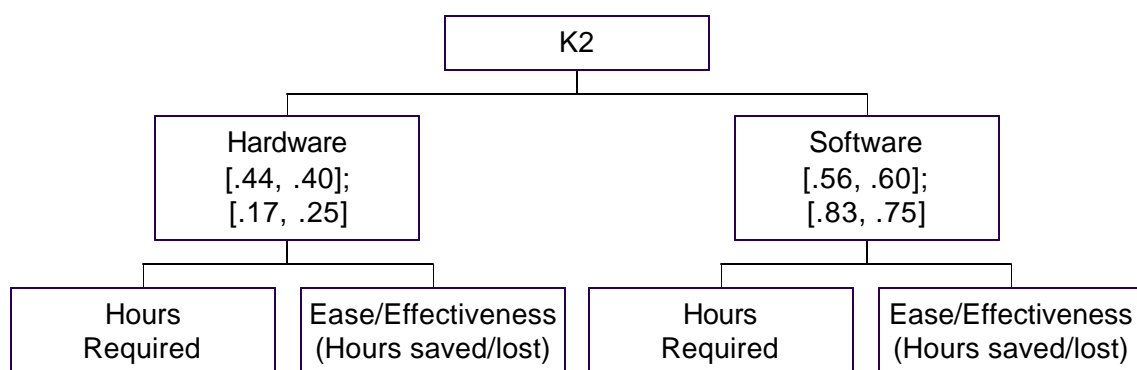 K2
Hardware
[.44, .40];
[.17, .25]
Software
[.56, .60];
[.83, .75]
Hours
Required
Ease/Effectiveness
(Hours saved/lost)
Hours
Required
Ease/Effectiveness
(Hours saved/lost)